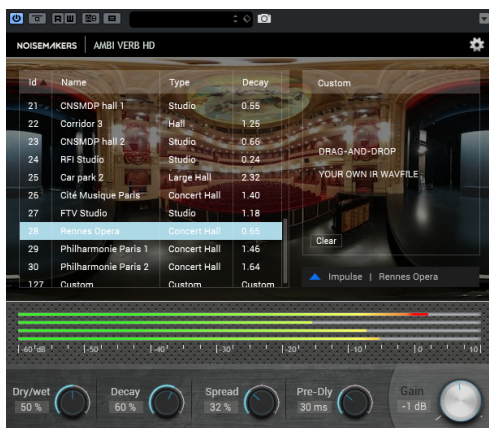 R W
NOISEMAKERS AMBI VERB HD
Id Name Type Decay Custom
21 CNSMDP hall 1 Studio 0.55
22 Corridor 3 Hall 1.25
23 CNSMDP hall 2 Studio 0.66
24 RFI Studio Studio 0.24
25 Car park 2 Large Hall 2.32
26 Cité Musique Paris Concert Hall 1.40
27 FTV Studio Studio 1.18
28 Rennes Opera Concert Hall 0.65
29 Philharmonie Paris 1 Concert Hall 1.46
30 Philharmonie Paris 2 Concert Hall 1.64
127 Custom Custom Custom
DRAG-AND-DROP
YOUR OWN IR WAVFILE
Clear
Impulse | Rennes Opera
-60 dB -50 -40 -30 -20 -10 0 10
Dry/wet Decay Spread Pre-Dly Gain
50 % 60 % 32 % 30 ms -1 dB